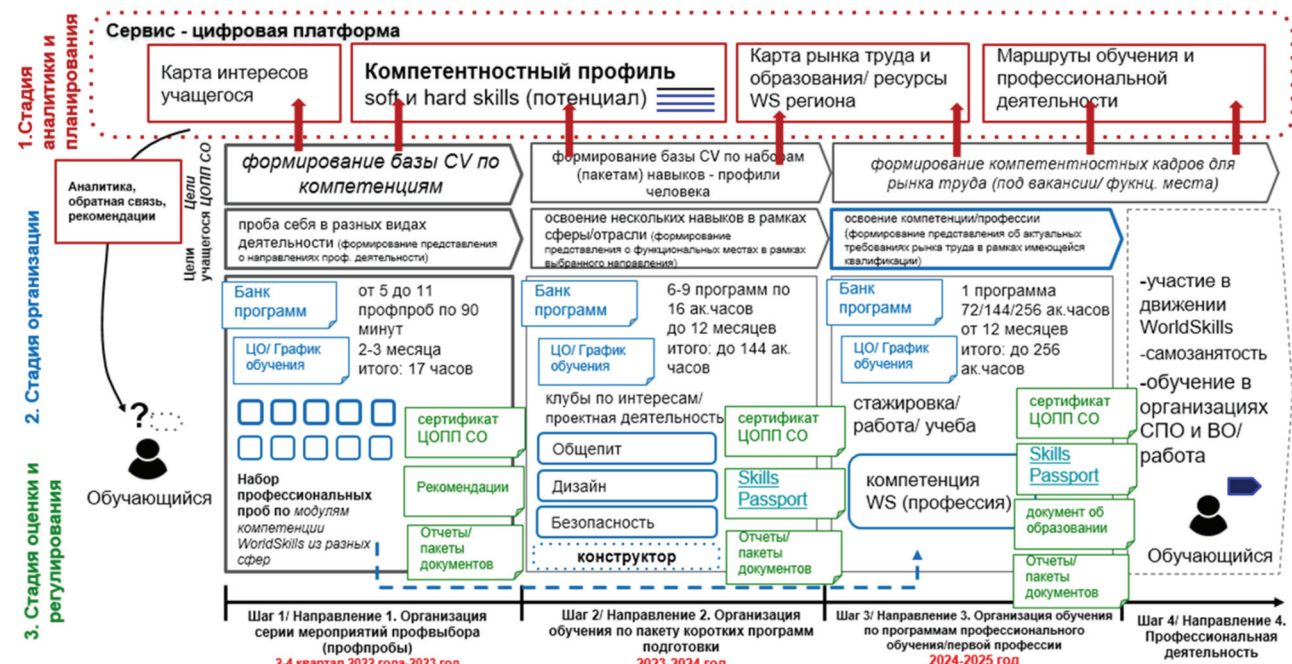 Сервис - цифровая платформа
1.Стадия
аналитики и
планирования
Карта интересов
учащегося
Компетентностный профиль
soft и hard skills (потенциал)
Карта рынка труда и
образования/ ресурсы
WS региона
Маршруты обучения и
профессиональной
деятельности
Аналитика,
обратная связь,
рекомендации
Цели
ЦОПП СО
формирование базы CV по
компетенциям
формирование базы CV по наборам
(пакетам) навыков - профили
человека
формирование компетентностных кадров для
рынка труда (под вакансии/ фукнц. места)
Цели
учащегося
проба себя в разных видах
деятельности (формирование представления
о направлениях проф. деятельности)
освоение нескольких навыков в рамках
сферы/отрасли (формирование
представления о функциональных местах в рамках
выбранного направления)
освоение компетенции/профессии
(формирование представления об актуальных
требованиях рынка труда в рамках имеющейся
квалификации)
2. Стадия организации
Банк
программ
от 5 до 11
профпроб по 90
минут
2-3 месяца
итого: 17 часов
ЦО/ График
обучения
сертификат
ЦОПП СО
Рекомендации
Отчеты/
пакеты
документов
Набор
профессиональных
проб по модулям
компетенции
WorldSkills из разных
сфер
Банк
программ
6-9 программ по
16 ак.часов
до 12 месяцев
итого: до 144 ак.
часов
ЦО/ График
обучения
клубы по интересам/
проектная деятельность
Общепит
Дизайн
Безопасность
конструктор
сертификат
ЦОПП СО
Skills
Passport
Отчеты/
пакеты
документов
Банк
программ
1 программа
72/144/256 ак.часов
от 12 месяцев
итого: до 256
ак.часов
ЦО/ График
обучения
стажировка/
работа/ учеба
компетенция
WS (профессия)
сертификат
ЦОПП СО
Skills
Passport
документ об
образовании
Отчеты/
пакеты
документов
-участие в
движении
WorldSkills
-самозанятость
-обучение в
организациях
СПО и ВО/
работа
?
Обучающийся
Обучающийся
3. Стадия оценки и
регулирования
Шаг 1/ Направление 1. Организация
серии мероприятий профвыбора
(профпробы)
2-4 квартал 2022 года-2023 год
Шаг 2/ Направление 2. Организация
обучения по пакету коротких программ
подготовки
2023-2024 год
Шаг 3/ Направление 3. Организация обучения
по программам профессионального
обучения/первой профессии
2024-2025 год
Шаг 4/ Направление 4.
Профессиональная
деятельность